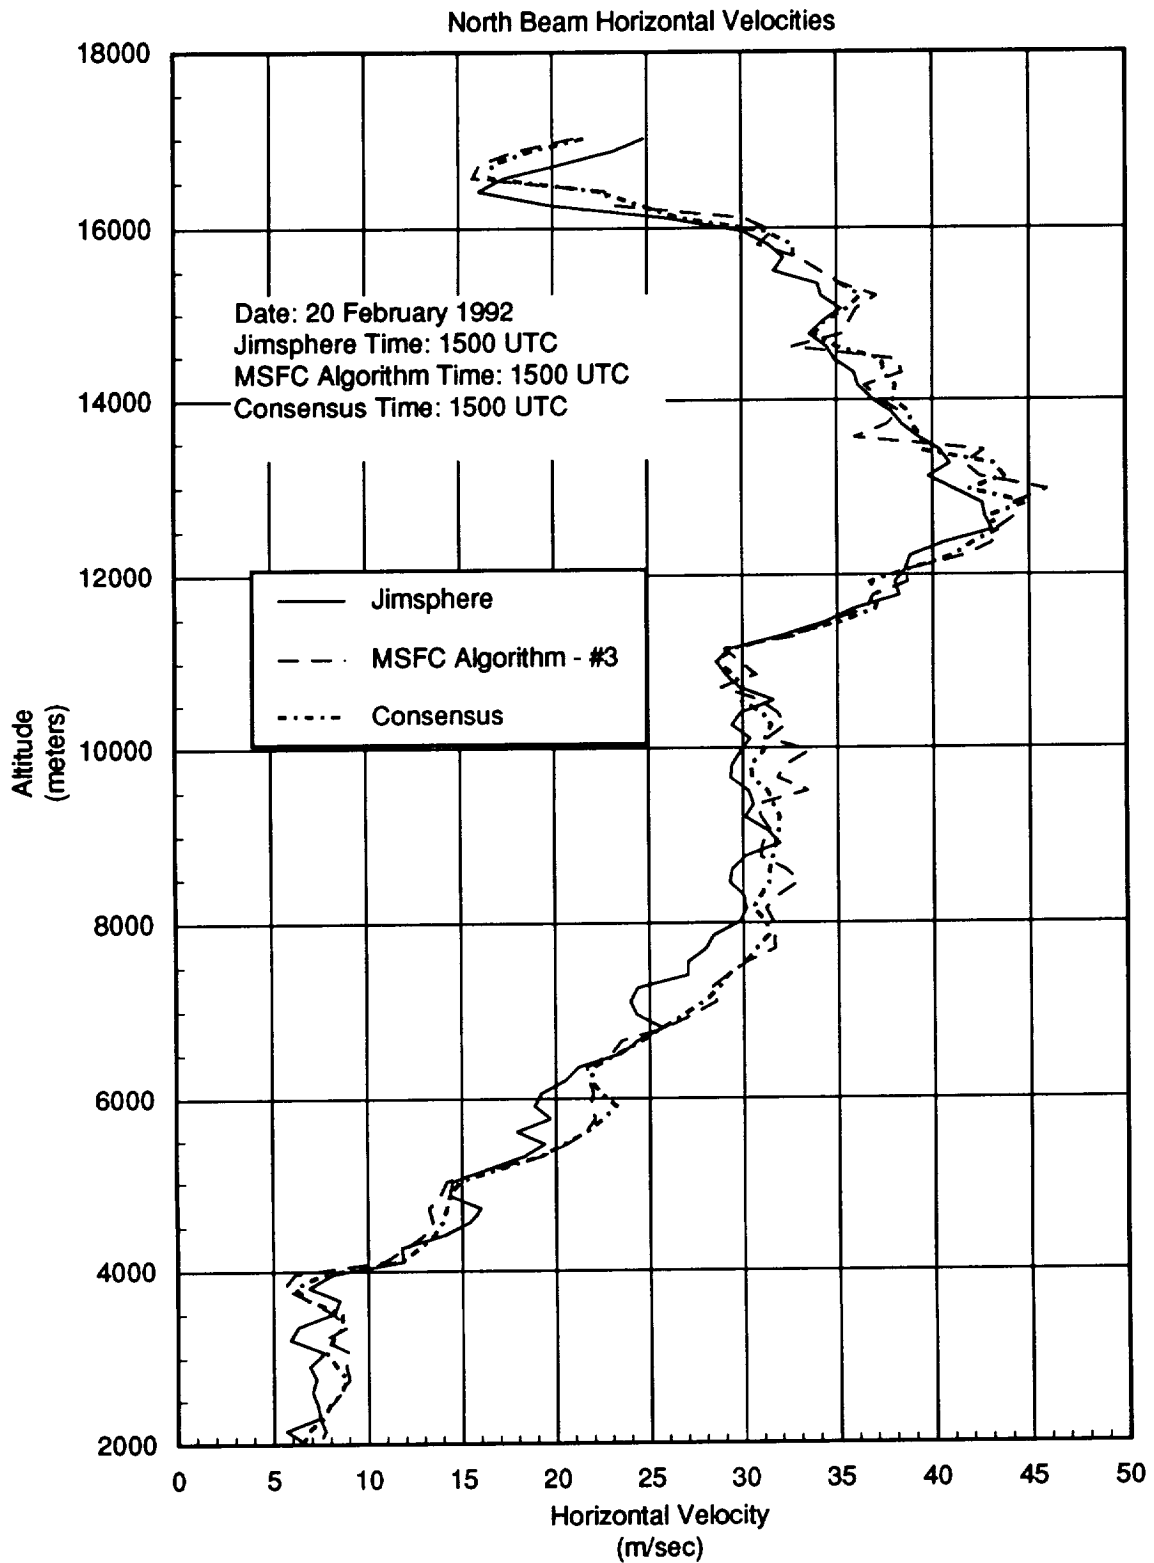 North Beam Horizontal Velocities
18000
16000
Date: 20 February 1992
Jimsphere Time: 1500 UTC
MSFC Algorithm Time: 1500 UTC
14000
Consensus Time: 1500 UTC
12000
Jimsphere
MSFC Algorithm - #3
Consensus
Altitude
(meters)
10000
8000
6000
4000
2000
0 5 10 15 20 25 30 35 40 45 50
Horizontal Velocity
(m/sec)